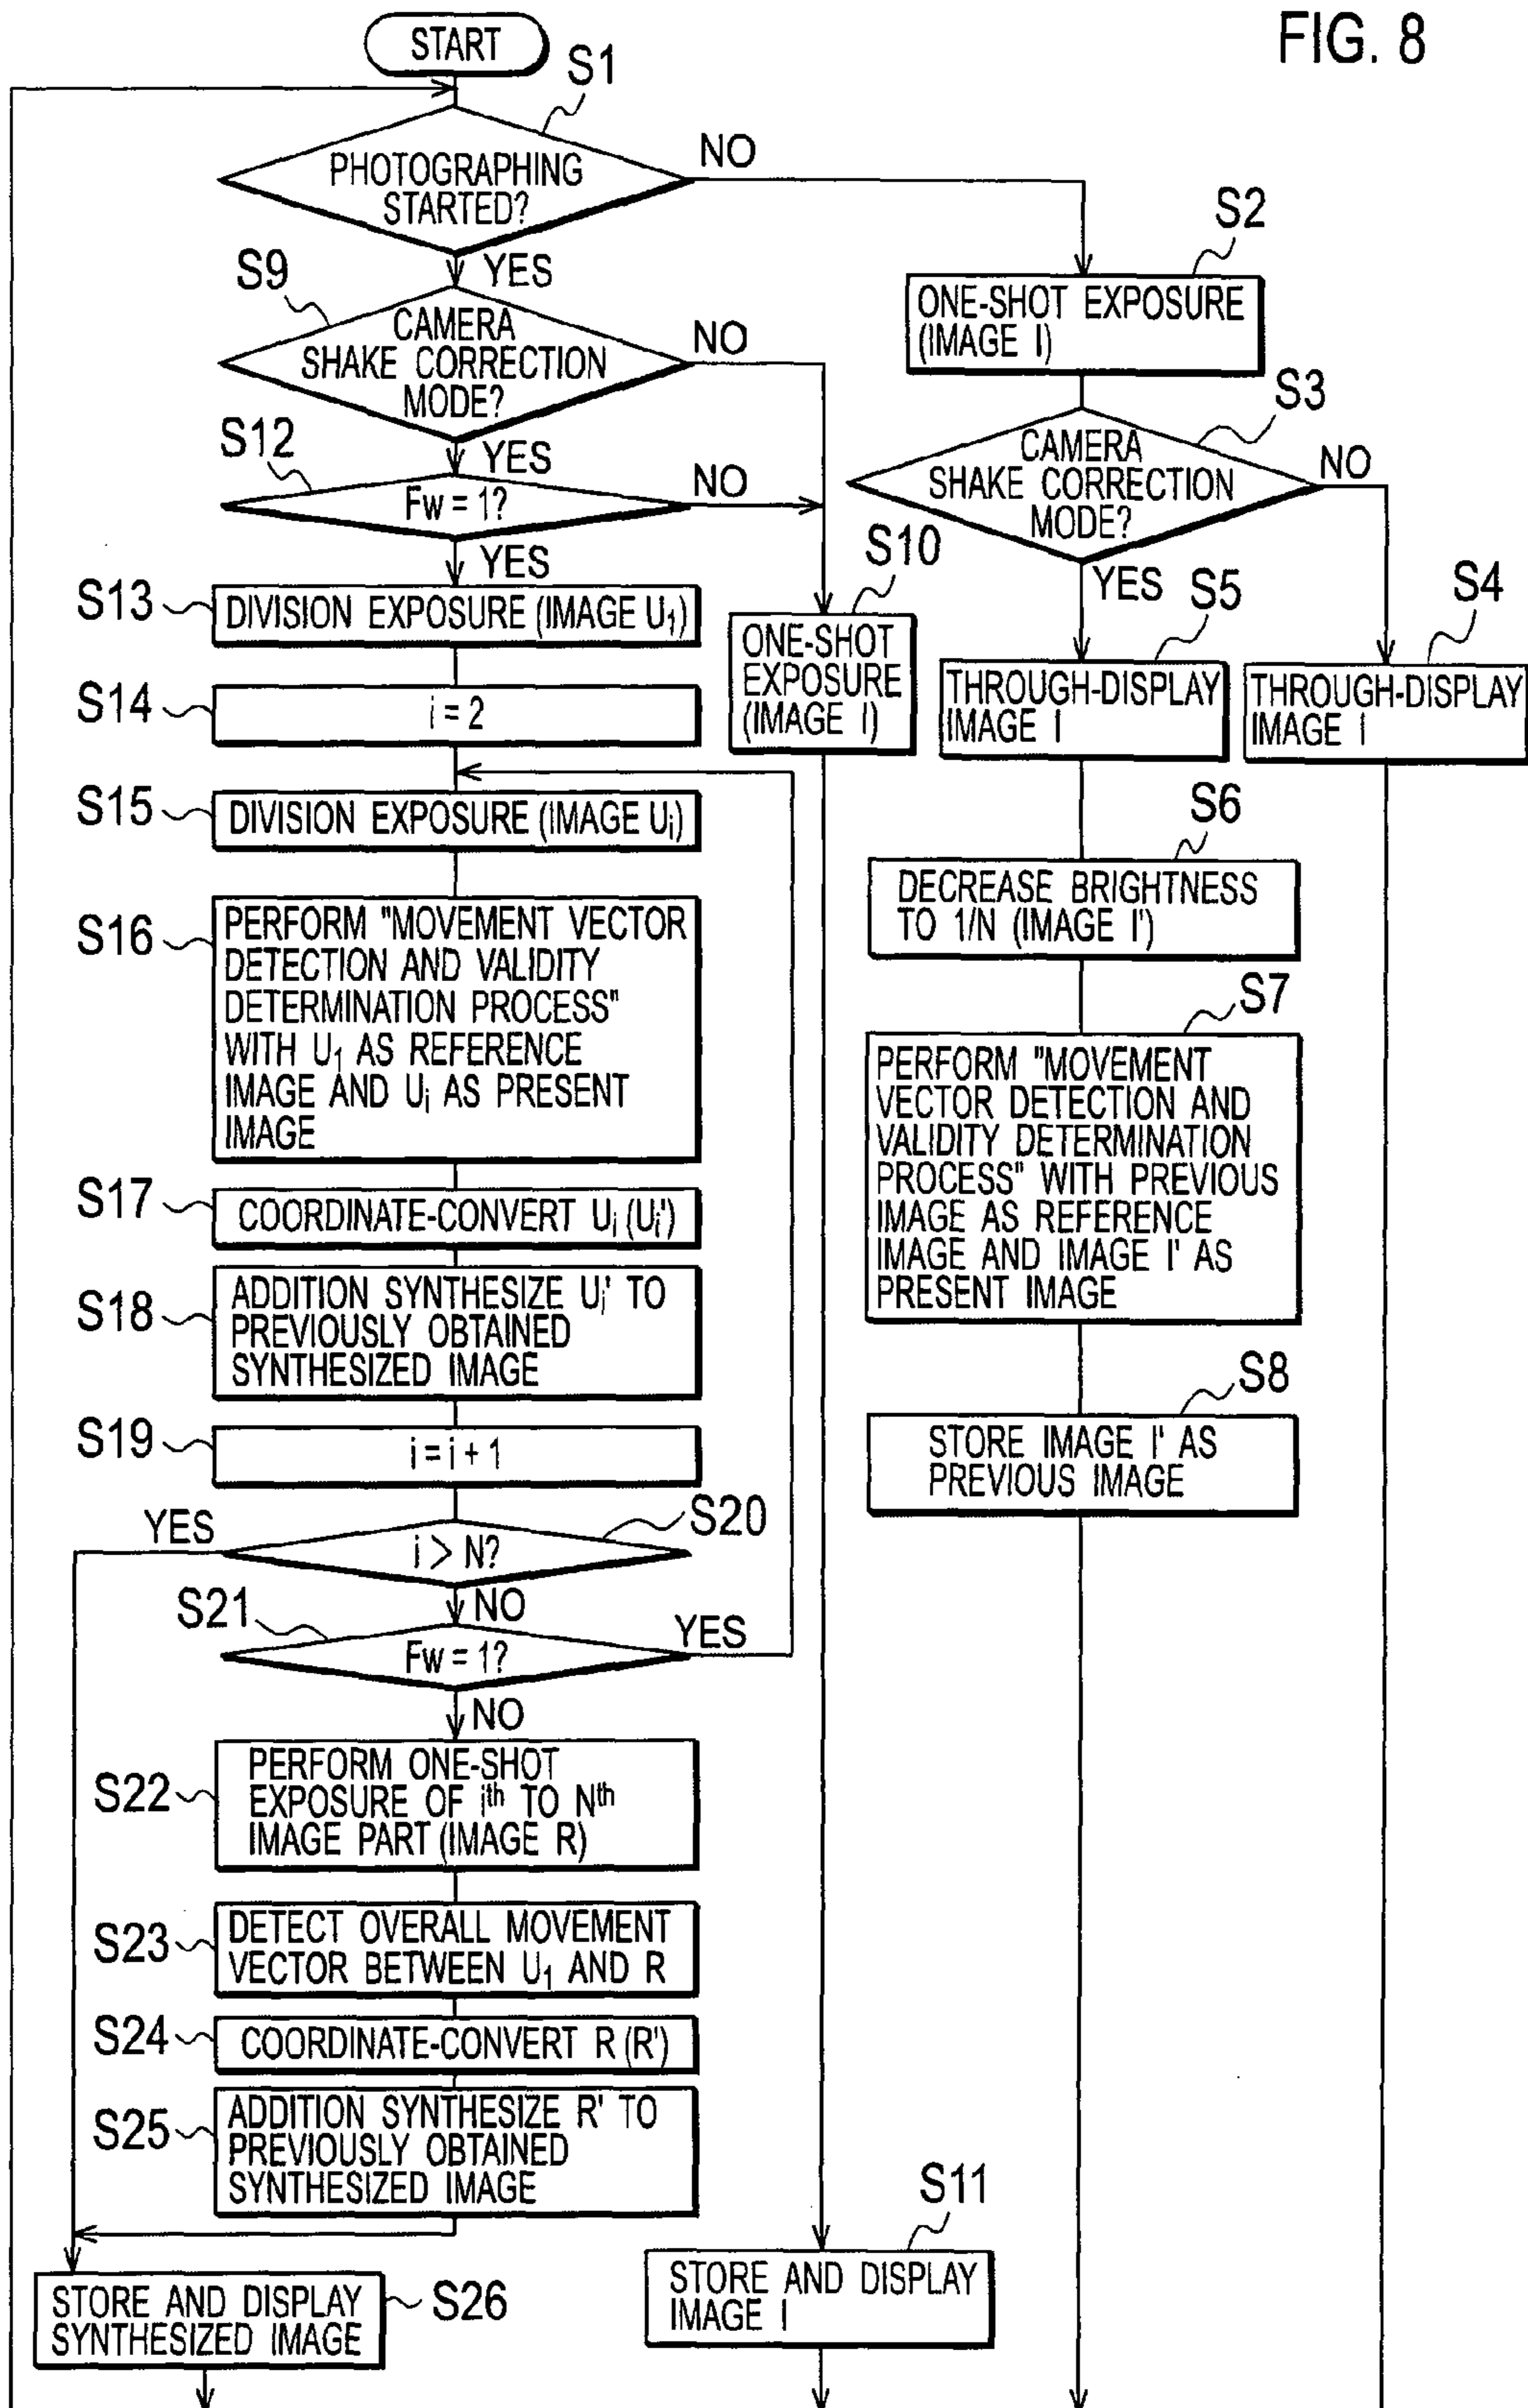 FIG. 8
START
S1
PHOTOGRAPHING
STARTED?
NO
YES
S2
ONE-SHOT EXPOSURE
(IMAGE I)
S9
CAMERA
SHAKE CORRECTION
MODE?
NO
YES
S3
CAMERA
SHAKE CORRECTION
MODE?
NO
YES
S12
Fw = 1?
NO
YES
S10
ONE-SHOT
EXPOSURE
(IMAGE I)
S5
THROUGH-DISPLAY
IMAGE I
S4
THROUGH-DISPLAY
IMAGE I
S13
DIVISION EXPOSURE (IMAGE U1)
S14
i = 2
S15
DIVISION EXPOSURE (IMAGE Ui)
S6
DECREASE BRIGHTNESS
TO 1/N (IMAGE I')
S16
PERFORM "MOVEMENT VECTOR
DETECTION AND VALIDITY
DETERMINATION PROCESS"
WITH U1 AS REFERENCE
IMAGE AND Ui AS PRESENT
IMAGE
S7
PERFORM "MOVEMENT
VECTOR DETECTION AND
VALIDITY DETERMINATION
PROCESS" WITH PREVIOUS
IMAGE AS REFERENCE
IMAGE AND IMAGE I' AS
PRESENT IMAGE
S17
COORDINATE-CONVERT Ui (Ui')
S18
ADDITION SYNTHESIZE Ui' TO
PREVIOUSLY OBTAINED
SYNTHESIZED IMAGE
S8
STORE IMAGE I' AS
PREVIOUS IMAGE
S19
i = i + 1
S20
i > N?
YES
NO
S21
Fw = 1?
YES
NO
S22
PERFORM ONE-SHOT
EXPOSURE OF ith TO Nth
IMAGE PART (IMAGE R)
S23
DETECT OVERALL MOVEMENT
VECTOR BETWEEN U1 AND R
S24
COORDINATE-CONVERT R (R')
S25
ADDITION SYNTHESIZE R' TO
PREVIOUSLY OBTAINED
SYNTHESIZED IMAGE
S11
STORE AND DISPLAY
IMAGE I
S26
STORE AND DISPLAY
SYNTHESIZED IMAGE